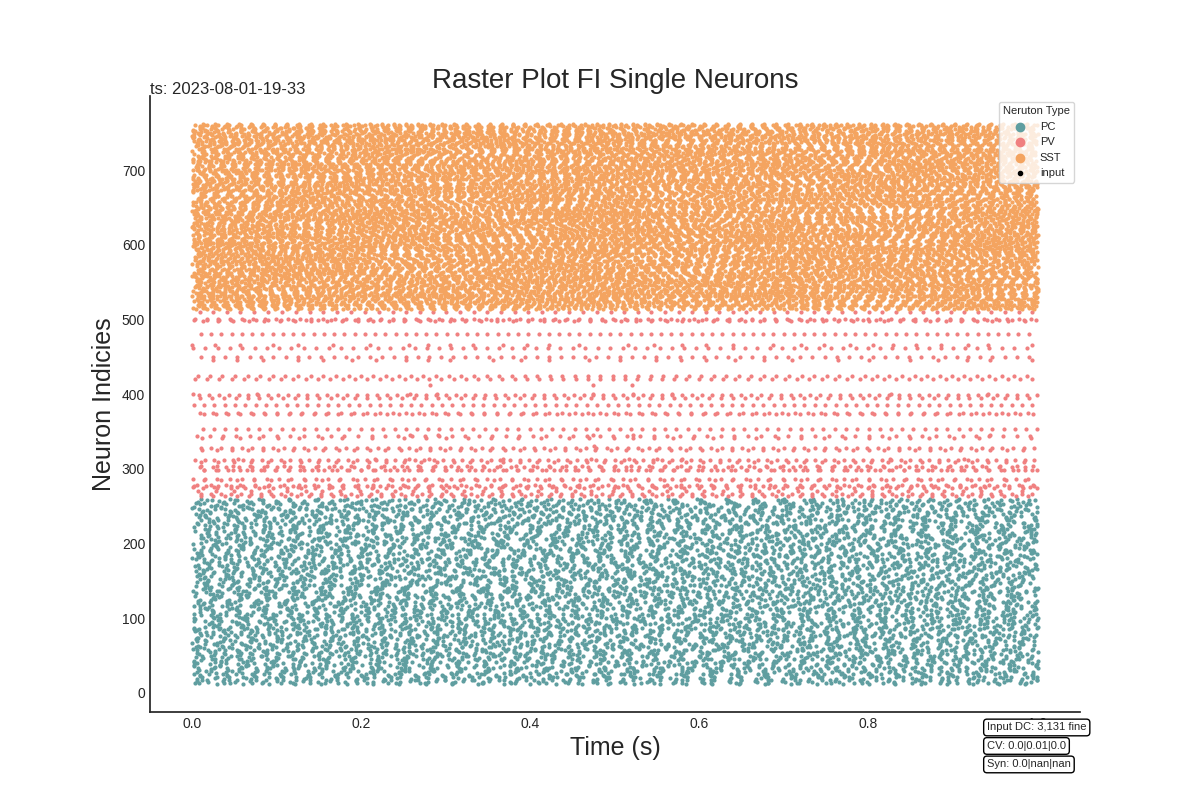 Raster Plot FI Single Neurons
ts: 2023-08-01-19-33
Neruton Type
PC
PV
SST
input
Neuron Indicies
700
600
500
400
300
200
100
0
0.0
0.2
0.4
0.6
0.8
Time (s)
Input DC: 3,131 fine
CV: 0.0|0.01|0.0
Syn: 0.0|nan|nan